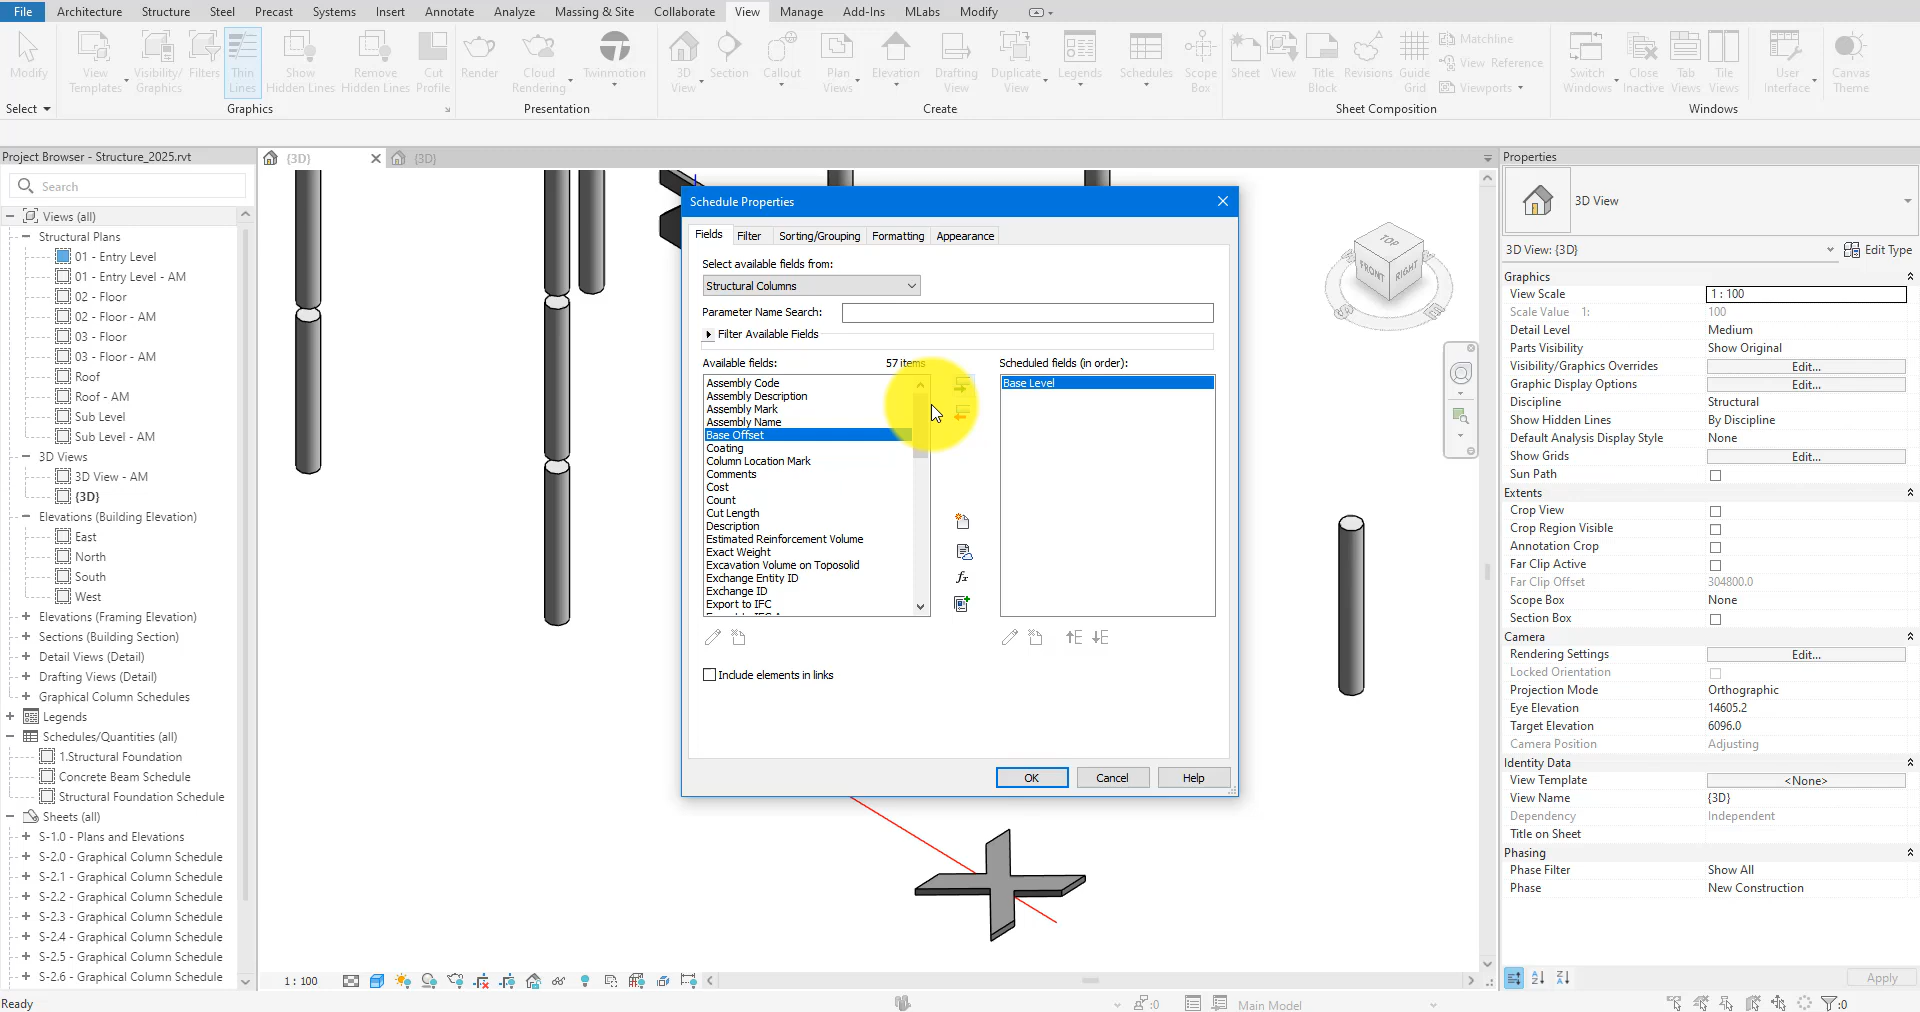 File Architecture Structure Steel Precast Systems Insert Annotate Analyze Massing & Site Collaborate View Manage Add-Ins MLabs Modify
Modify
View Templates
Visibility/ Graphics
Filters
Thin Lines
Show Hidden Lines
Remove Hidden Lines
Cut Profile
Render
Cloud Rendering
Twinmotion
3D View
Section
Callout
Plan Views
Elevation
Drafting View
Duplicate View
Legends
Schedules
Scope Box
Sheet
View
Title Block
Revisions
Guide Grid
Matchline
View Reference
Viewports
Switch Windows
Close Inactive
Tab Views
Tile Views
User Interface
Canvas Theme
Select Graphics Presentation Create Sheet Composition Windows
Project Browser - Structure_2025.rvt
Search
Views (all)
Structural Plans
01 - Entry Level
01 - Entry Level - AM
02 - Floor
02 - Floor - AM
03 - Floor
03 - Floor - AM
Roof
Roof - AM
Sub Level
Sub Level - AM
3D Views
3D View - AM
{3D}
Elevations (Building Elevation)
East
North
South
West
Elevations (Framing Elevation)
Sections (Building Section)
Detail Views (Detail)
Drafting Views (Detail)
Graphical Column Schedules
Legends
Schedules/Quantities (all)
1.Structural Foundation
Concrete Beam Schedule
Structural Foundation Schedule
Sheets (all)
S-1.0 - Plans and Elevations
S-2.0 - Graphical Column Schedule
S-2.1 - Graphical Column Schedule
S-2.2 - Graphical Column Schedule
S-2.3 - Graphical Column Schedule
S-2.4 - Graphical Column Schedule
S-2.5 - Graphical Column Schedule
S-2.6 - Graphical Column Schedule
{3D} {3D}
Schedule Properties
Fields Filter Sorting/Grouping Formatting Appearance
Select available fields from:
Structural Columns
Parameter Name Search:
Filter Available Fields
Available fields: 57 items
Assembly Code
Assembly Description
Assembly Mark
Assembly Name
Base Offset
Coating
Column Location Mark
Comments
Cost
Count
Cut Length
Description
Estimated Reinforcement Volume
Exact Weight
Excavation Volume on Toposolid
Exchange Entity ID
Exchange ID
Export to IFC
fx
Scheduled fields (in order):
Base Level
Include elements in links
OK Cancel Help
TOP
FRONT
RIGHT
Properties
3D View
3D View: {3D} Edit Type
Graphics
View Scale 1 : 100
Scale Value 1: 100
Detail Level Medium
Parts Visibility Show Original
Visibility/Graphics Overrides Edit...
Graphic Display Options Edit...
Discipline Structural
Show Hidden Lines By Discipline
Default Analysis Display Style None
Show Grids Edit...
Sun Path
Extents
Crop View
Crop Region Visible
Annotation Crop
Far Clip Active
Far Clip Offset 304800.0
Scope Box None
Section Box
Camera
Rendering Settings Edit...
Locked Orientation
Projection Mode Orthographic
Eye Elevation 14605.2
Target Elevation 6096.0
Camera Position Adjusting
Identity Data
View Template <None>
View Name {3D}
Dependency Independent
Title on Sheet
Phasing
Phase Filter Show All
Phase New Construction
1 : 100
Apply
Ready
:0
Main Model
:0